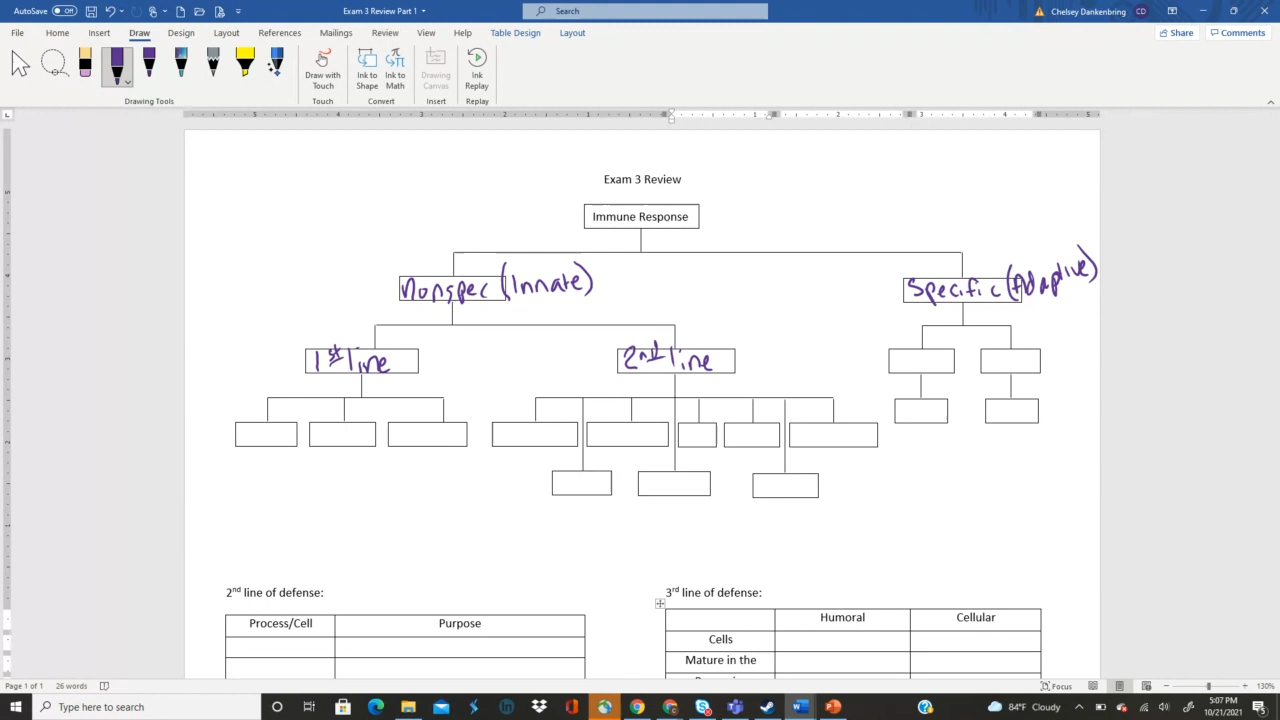 AutoSave Off Exam 3 Review Part 1 Search Chelsey Dankenbring
File Home Insert Draw Design Layout References Mailings Review View Help Table Design Layout Share Comments
Draw with Touch Ink to Shape Ink to Math Drawing Canvas Ink Replay
Drawing Tools Touch Convert Insert Replay
Exam 3 Review
Immune Response
Nonspec (Innate) Specific (Adaptive)
1st line 2nd line
2nd line of defense: 3rd line of defense:
Process/Cell Purpose Humoral Cellular
Cells
Mature in the
Page 1 of 1 26 words Focus 130%
Type here to search 84°F Cloudy 5:07 PM
10/21/2021